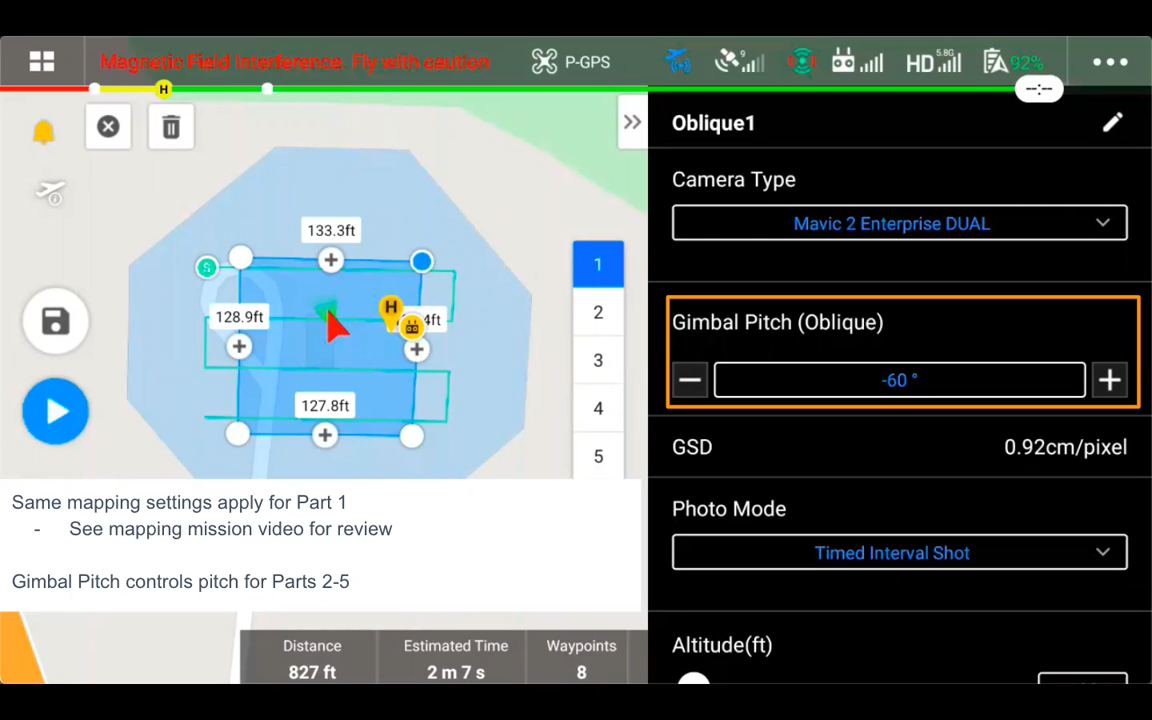 Magnetic Field Interference. Fly with caution
P-GPS
9
HD 5.8G
92%
H
--:--
Oblique1
Camera Type
Mavic 2 Enterprise DUAL
133.3ft
S
1
H
128.9ft
4ft
2
Gimbal Pitch (Oblique)
3
-60 °
127.8ft
4
GSD
0.92cm/pixel
5
Same mapping settings apply for Part 1
- See mapping mission video for review
Photo Mode
Timed Interval Shot
Gimbal Pitch controls pitch for Parts 2-5
Distance
Estimated Time
Waypoints
827 ft
2 m 7 s
8
Altitude(ft)